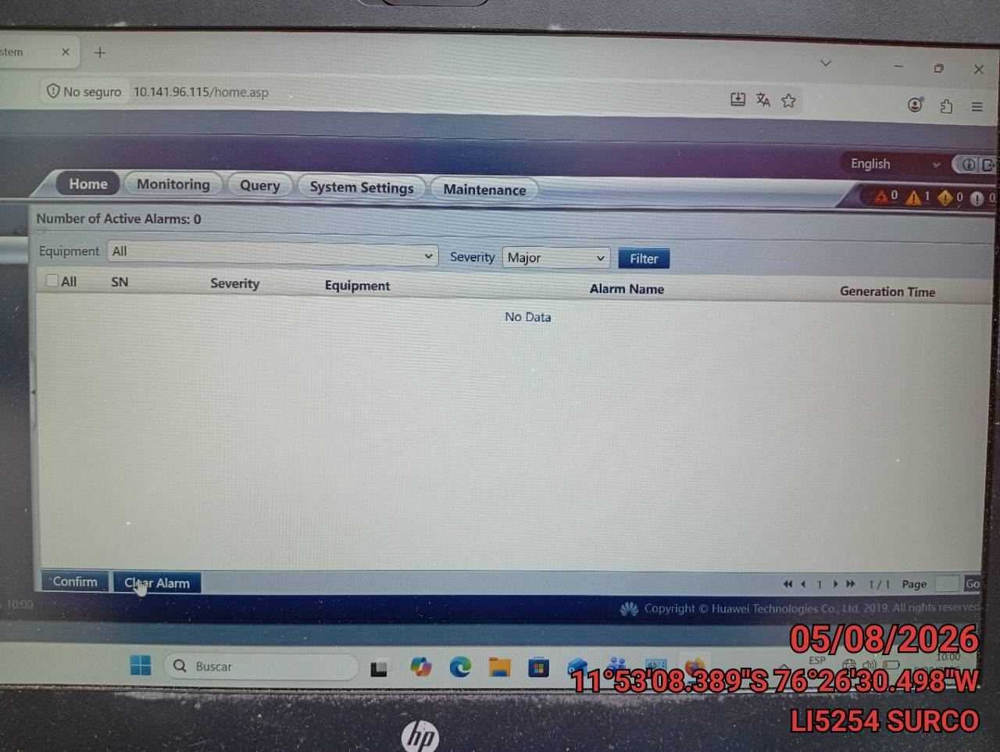 stem
No seguro 10.141.96.115/home.asp
English
Home Monitoring Query System Settings Maintenance
0 1 0 0
Number of Active Alarms: 0
Equipment All Severity Major Filter
All SN Severity Equipment Alarm Name Generation Time
No Data
Confirm Clear Alarm 1 1 / 1 Page Go
10:00 Copyright © Huawei Technologies Co., Ltd. 2019. All rights reserved
05/08/2026
Buscar ESP 10:00
11°53'08.389"S 76°26'30.498"W
LI5254 SURCO
hp